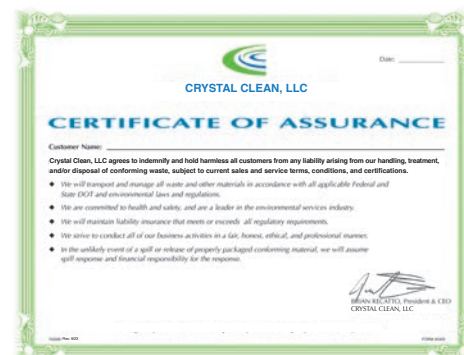 Date:
CRYSTAL CLEAN, LLC
CERTIFICATE OF ASSURANCE
Customer Name:
Crystal Clean, LLC agrees to indemnify and hold harmless all customers from any liability arising from our handling, treatment,
and/or disposal of conforming waste, subject to current sales and service terms, conditions, and certifications.
◆ We will transport and manage all waste and other materials in accordance with all applicable Federal and
State DOT and environmental laws and regulations.
◆ We are committed to health and safety, and are a leader in the environmental services industry.
◆ We will maintain liability insurance that meets or exceeds all regulatory requirements.
◆ We strive to conduct all of our business activities in a fair, honest, ethical, and professional manner.
◆ In the unlikely event of a spill or release of properly packaged conforming material, we will assume
spill response and financial responsibility for the response.
BRIAN RECATTO, President & CEO
CRYSTAL CLEAN, LLC